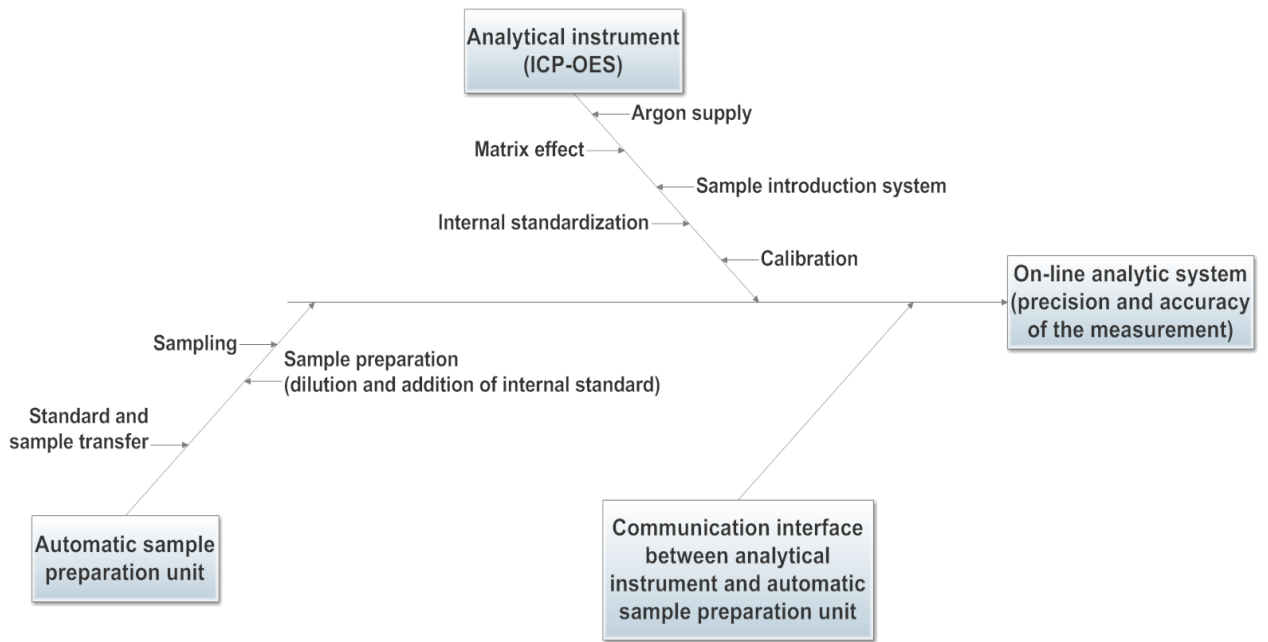 Analytical instrument
(ICP-OES)
Argon supply
Matrix effect
Sample introduction system
Internal standardization
Calibration
On-line analytic system
(precision and accuracy
of the measurement)
Sampling
Sample preparation
(dilution and addition of internal standard)
Standard and
sample transfer
Automatic sample
preparation unit
Communication interface
between analytical
instrument and automatic
sample preparation unit